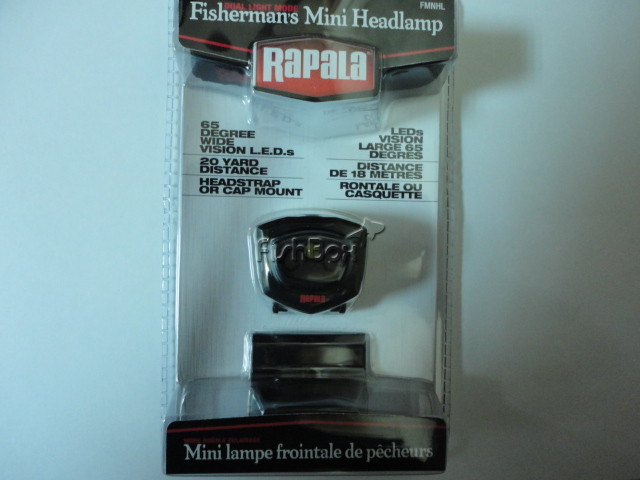 DUAL LIGHT MODE
FMNHL
Fisherman's Mini Headlamp
RAPALA
65
DEGREE
WIDE
VISION L.E.D.s
20 YARD
DISTANCE
HEADSTRAP
OR CAP MOUNT
LEDs
VISION
LARGE 65
DEGRES
DISTANCE
DE 18 METRES
RONTALE OU
CASQUETTE
FishBox
RAPALA
Mini lampe frointale de pêcheurs